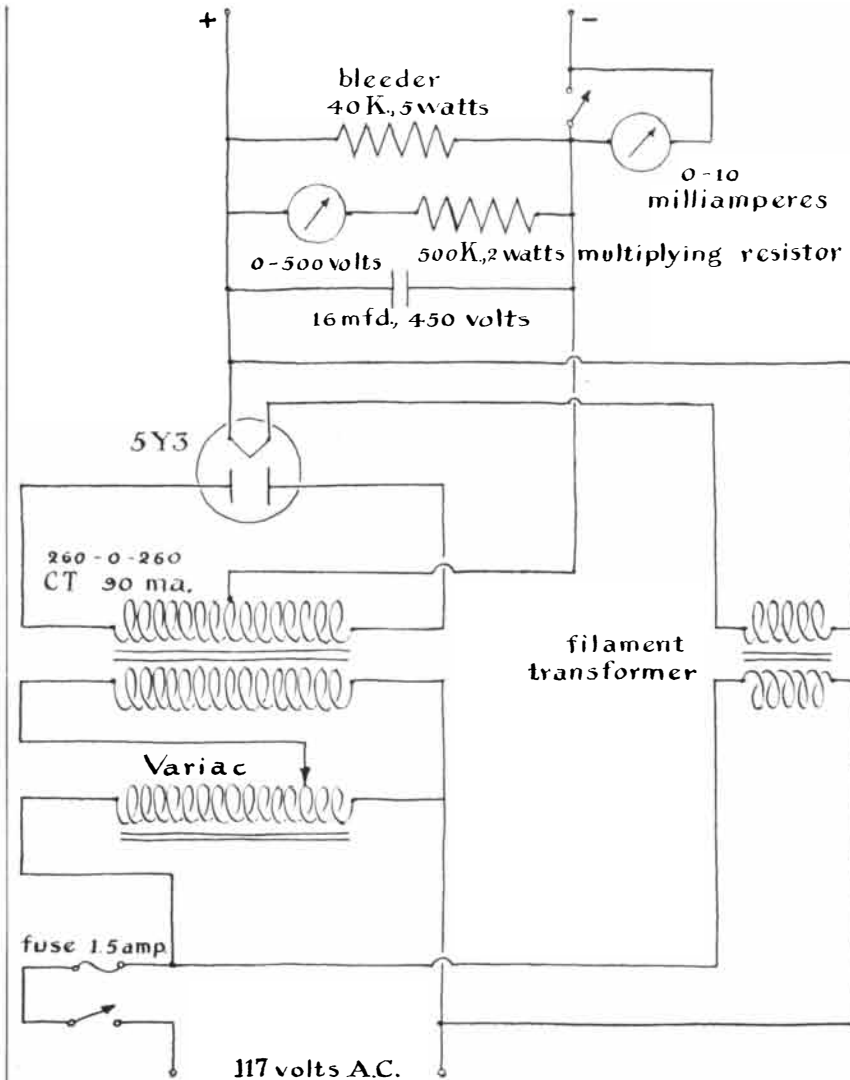 +
-
bleeder
40K., 5 watts
0-10
milliamperes
0-500 volts
500K., 2 watts multiplying resistor
16 mfd., 450 volts
5Y3
260-0-260
CT 90 ma.
filament
transformer
Variac
fuse 1.5 amp.
117 volts A.C.